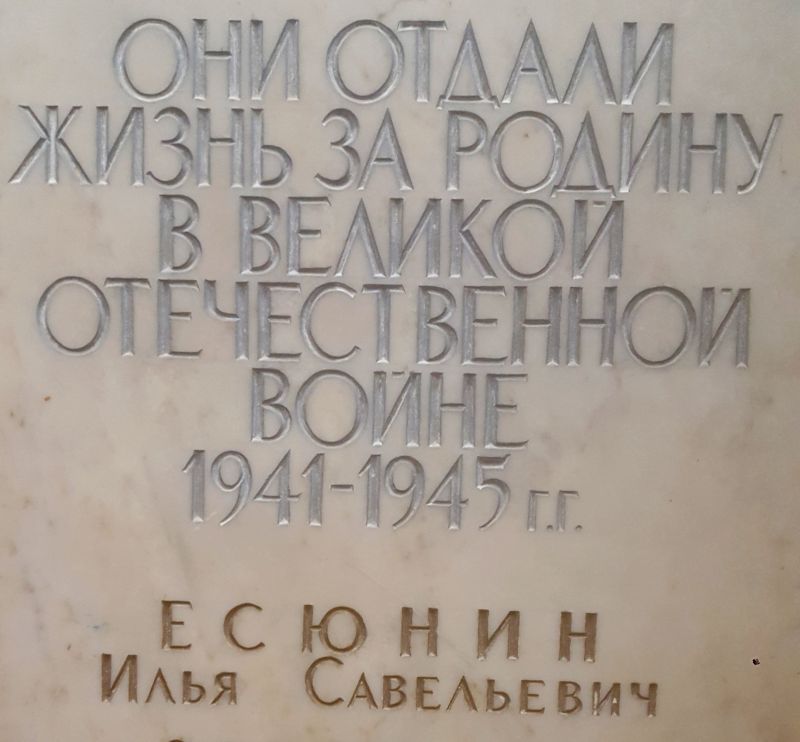 ОНИ ОТДАЛИ
ЖИЗНЬ ЗА РОДИНУ
В ВЕЛИКОЙ
ОТЕЧЕСТВЕННОЙ
ВОЙНЕ
1941-1945 г.г.
ЕСЮНИН
ИЛЬЯ САВЕЛЬЕВИЧ